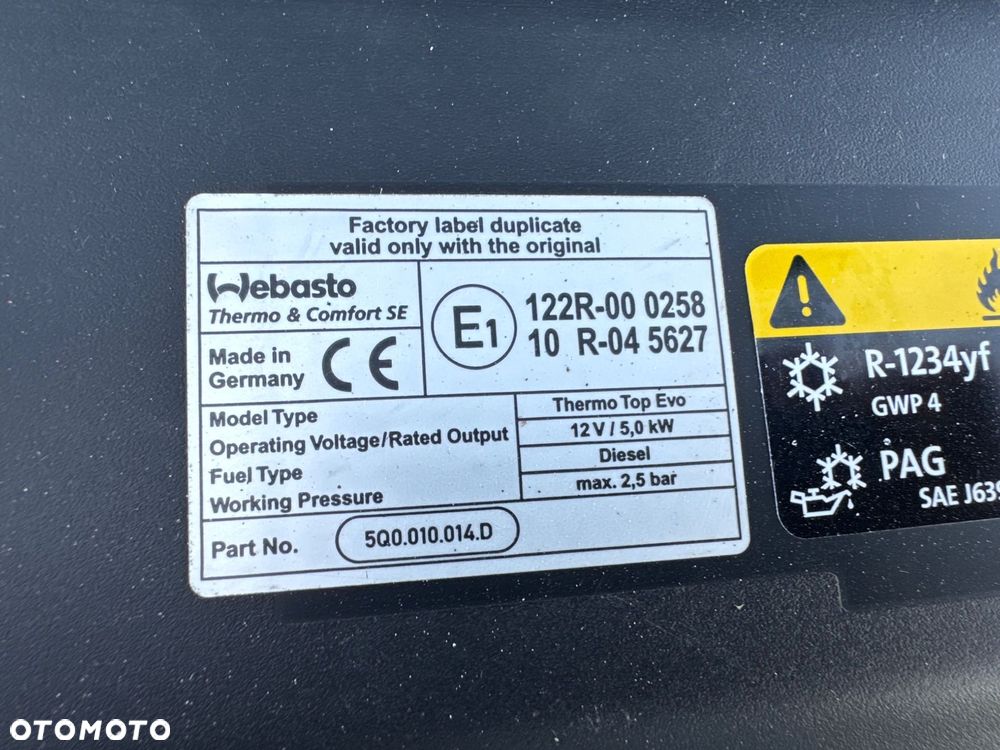 Factory label duplicate
valid only with the original
Webasto
Thermo & Comfort SE
Made in
Germany
CE
E1
122R-00 0258
10 R-04 5627
Model Type
Thermo Top Evo
Operating Voltage/Rated Output
12 V / 5,0 kW
Fuel Type
Diesel
Working Pressure
max. 2,5 bar
Part No.
5Q0.010.014.D
R-1234yf
GWP 4
PAG
SAE J639
OTOMOTO